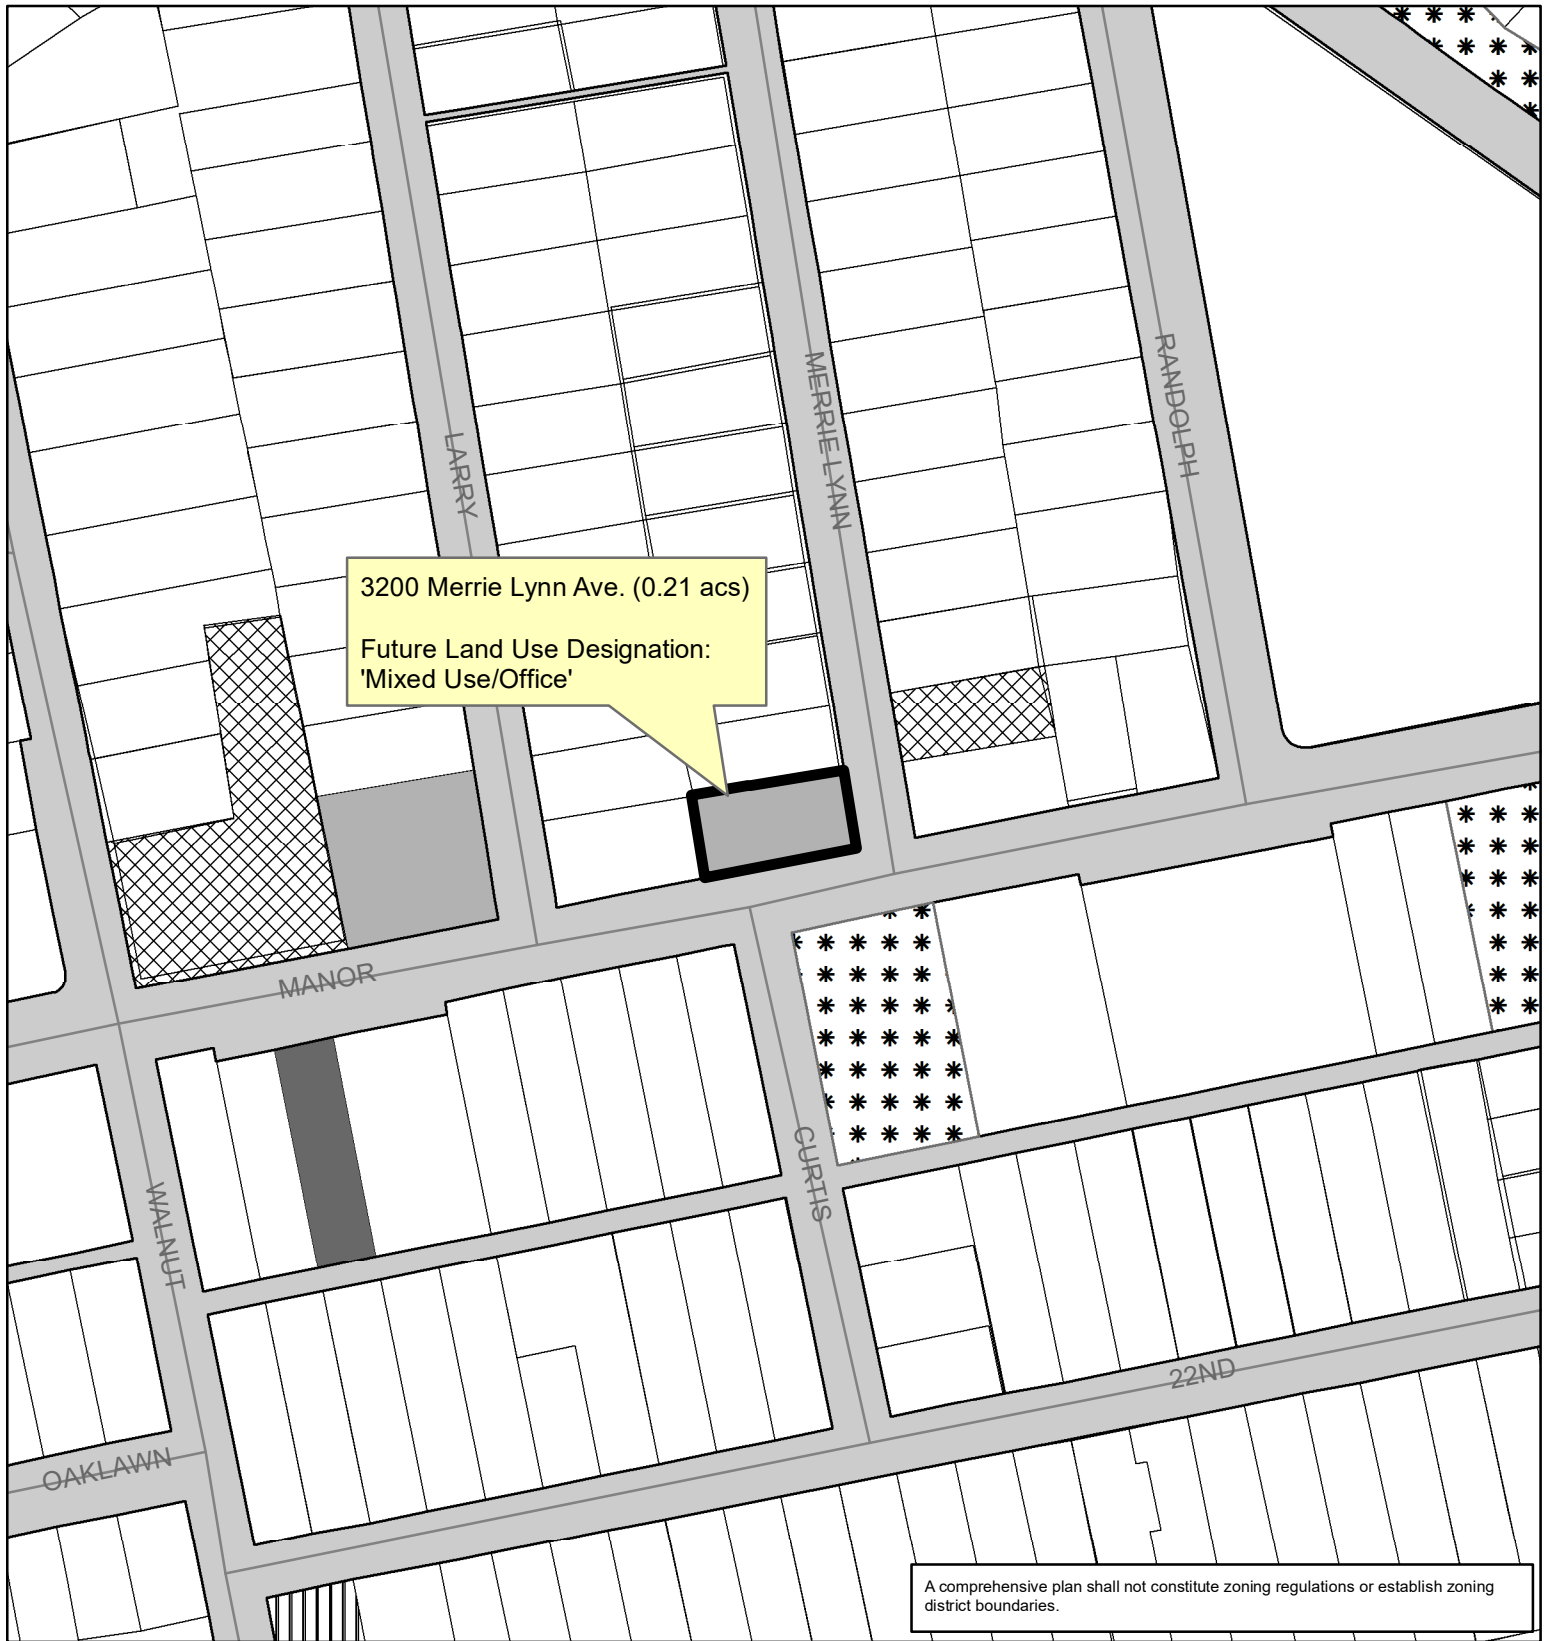 RANDOLPH
MERRIE LYNN
LARRY
3200 Merrie Lynn Ave. (0.21 acs)
Future Land Use Designation:
'Mixed Use/Office'
MANOR
CURTIS
WALNUT
22ND
OAKLAWN
A comprehensive plan shall not constitute zoning regulations or establish zoning
district boundaries.